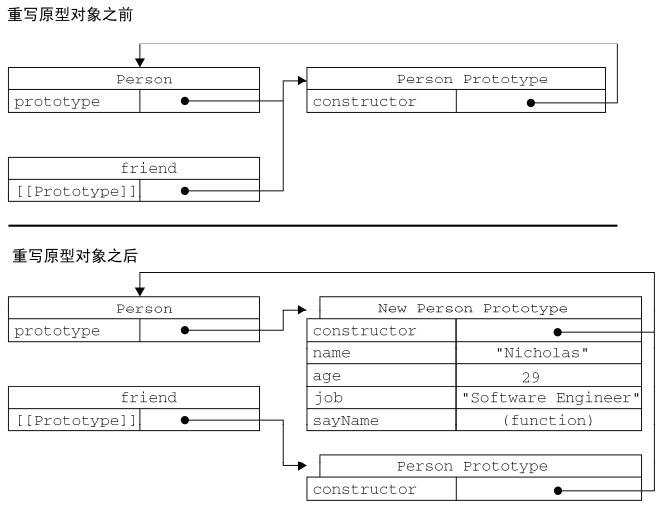 重写原型对象之前
Person
Person Prototype
prototype
constructor
friend
[[Prototype]]
重写原型对象之后
Person
New Person Prototype
prototype
constructor
name
"Nicholas"
age
29
friend
job
"Software Engineer"
[[Prototype]]
sayName
(function)
Person Prototype
constructor